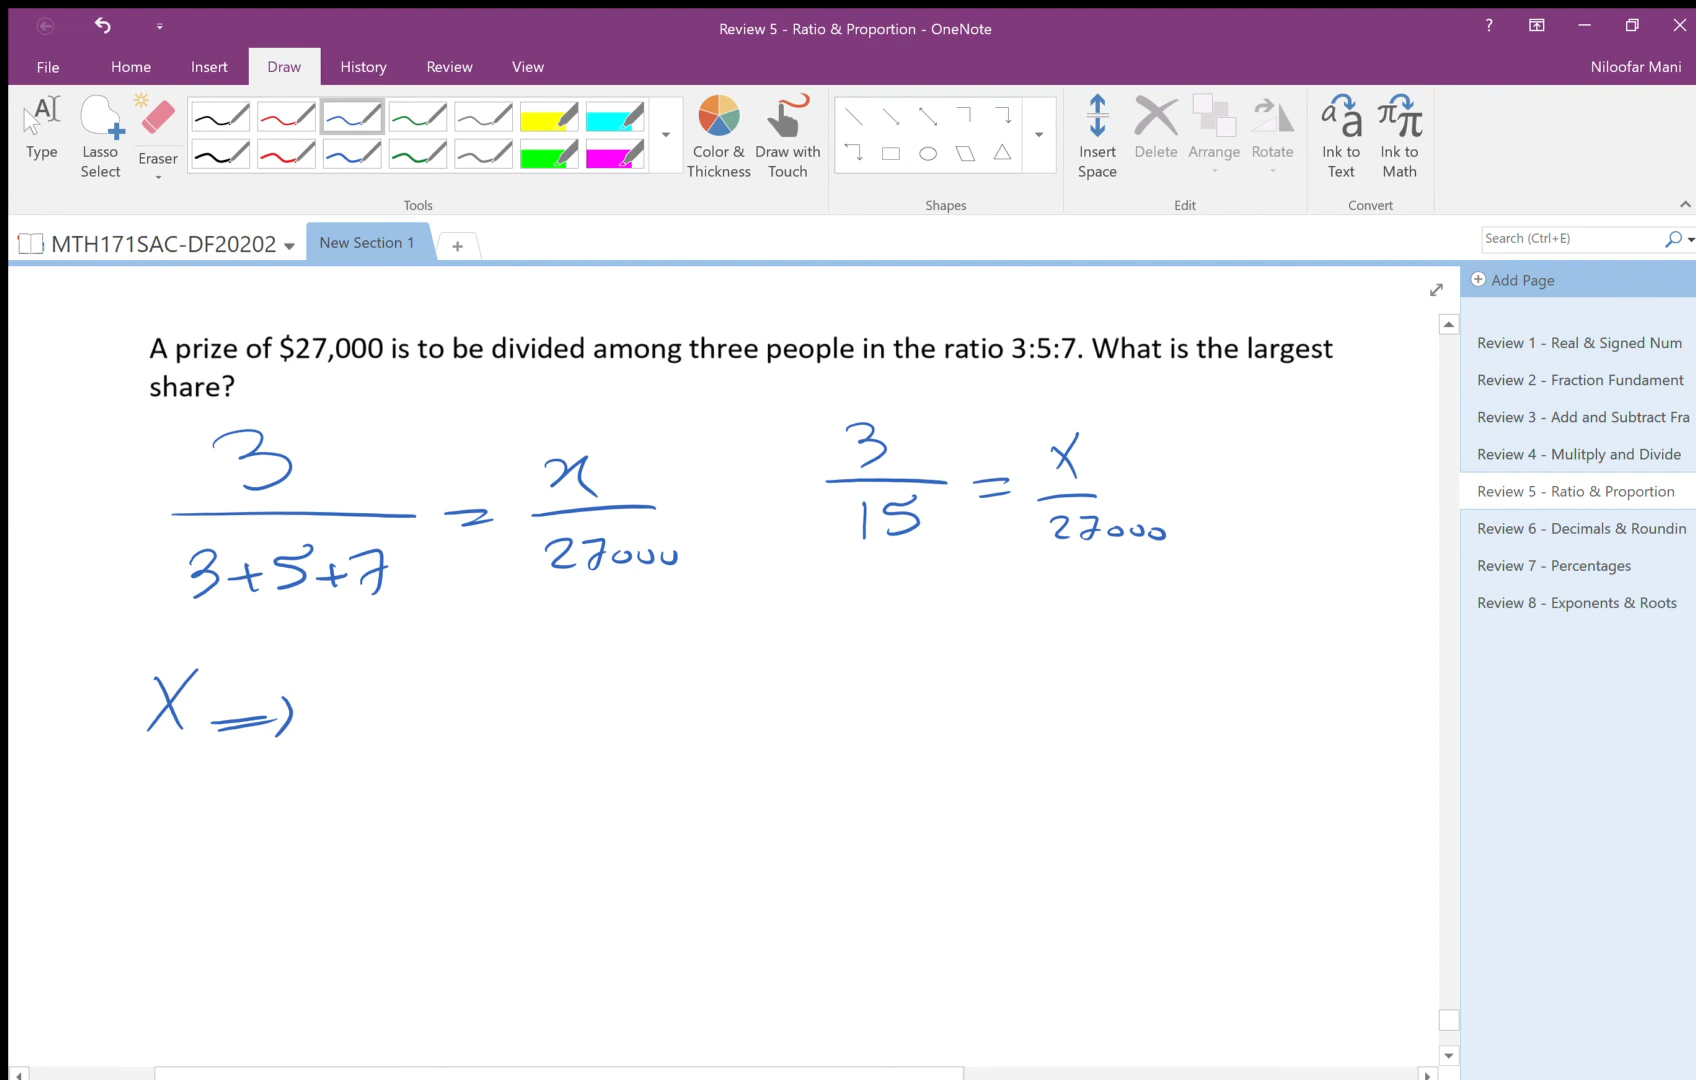 Review 5 - Ratio & Proportion - OneNote
?
File Home Insert Draw History Review View
Niloofar Mani
Type
Lasso Select
Eraser
Color & Thickness
Draw with Touch
Insert Space
Delete
Arrange
Rotate
Ink to Text
Ink to Math
Tools
Shapes
Edit
Convert
MTH171SAC-DF20202
New Section 1
+
Search (Ctrl+E)
Add Page
A prize of $27,000 is to be divided among three people in the ratio 3:5:7. What is the largest
share?
3 / 3+5+7 = x / 27000
3 / 15 = x / 27000
X ⇒
Review 1 - Real & Signed Num
Review 2 - Fraction Fundament
Review 3 - Add and Subtract Fra
Review 4 - Mulitply and Divide
Review 5 - Ratio & Proportion
Review 6 - Decimals & Roundin
Review 7 - Percentages
Review 8 - Exponents & Roots